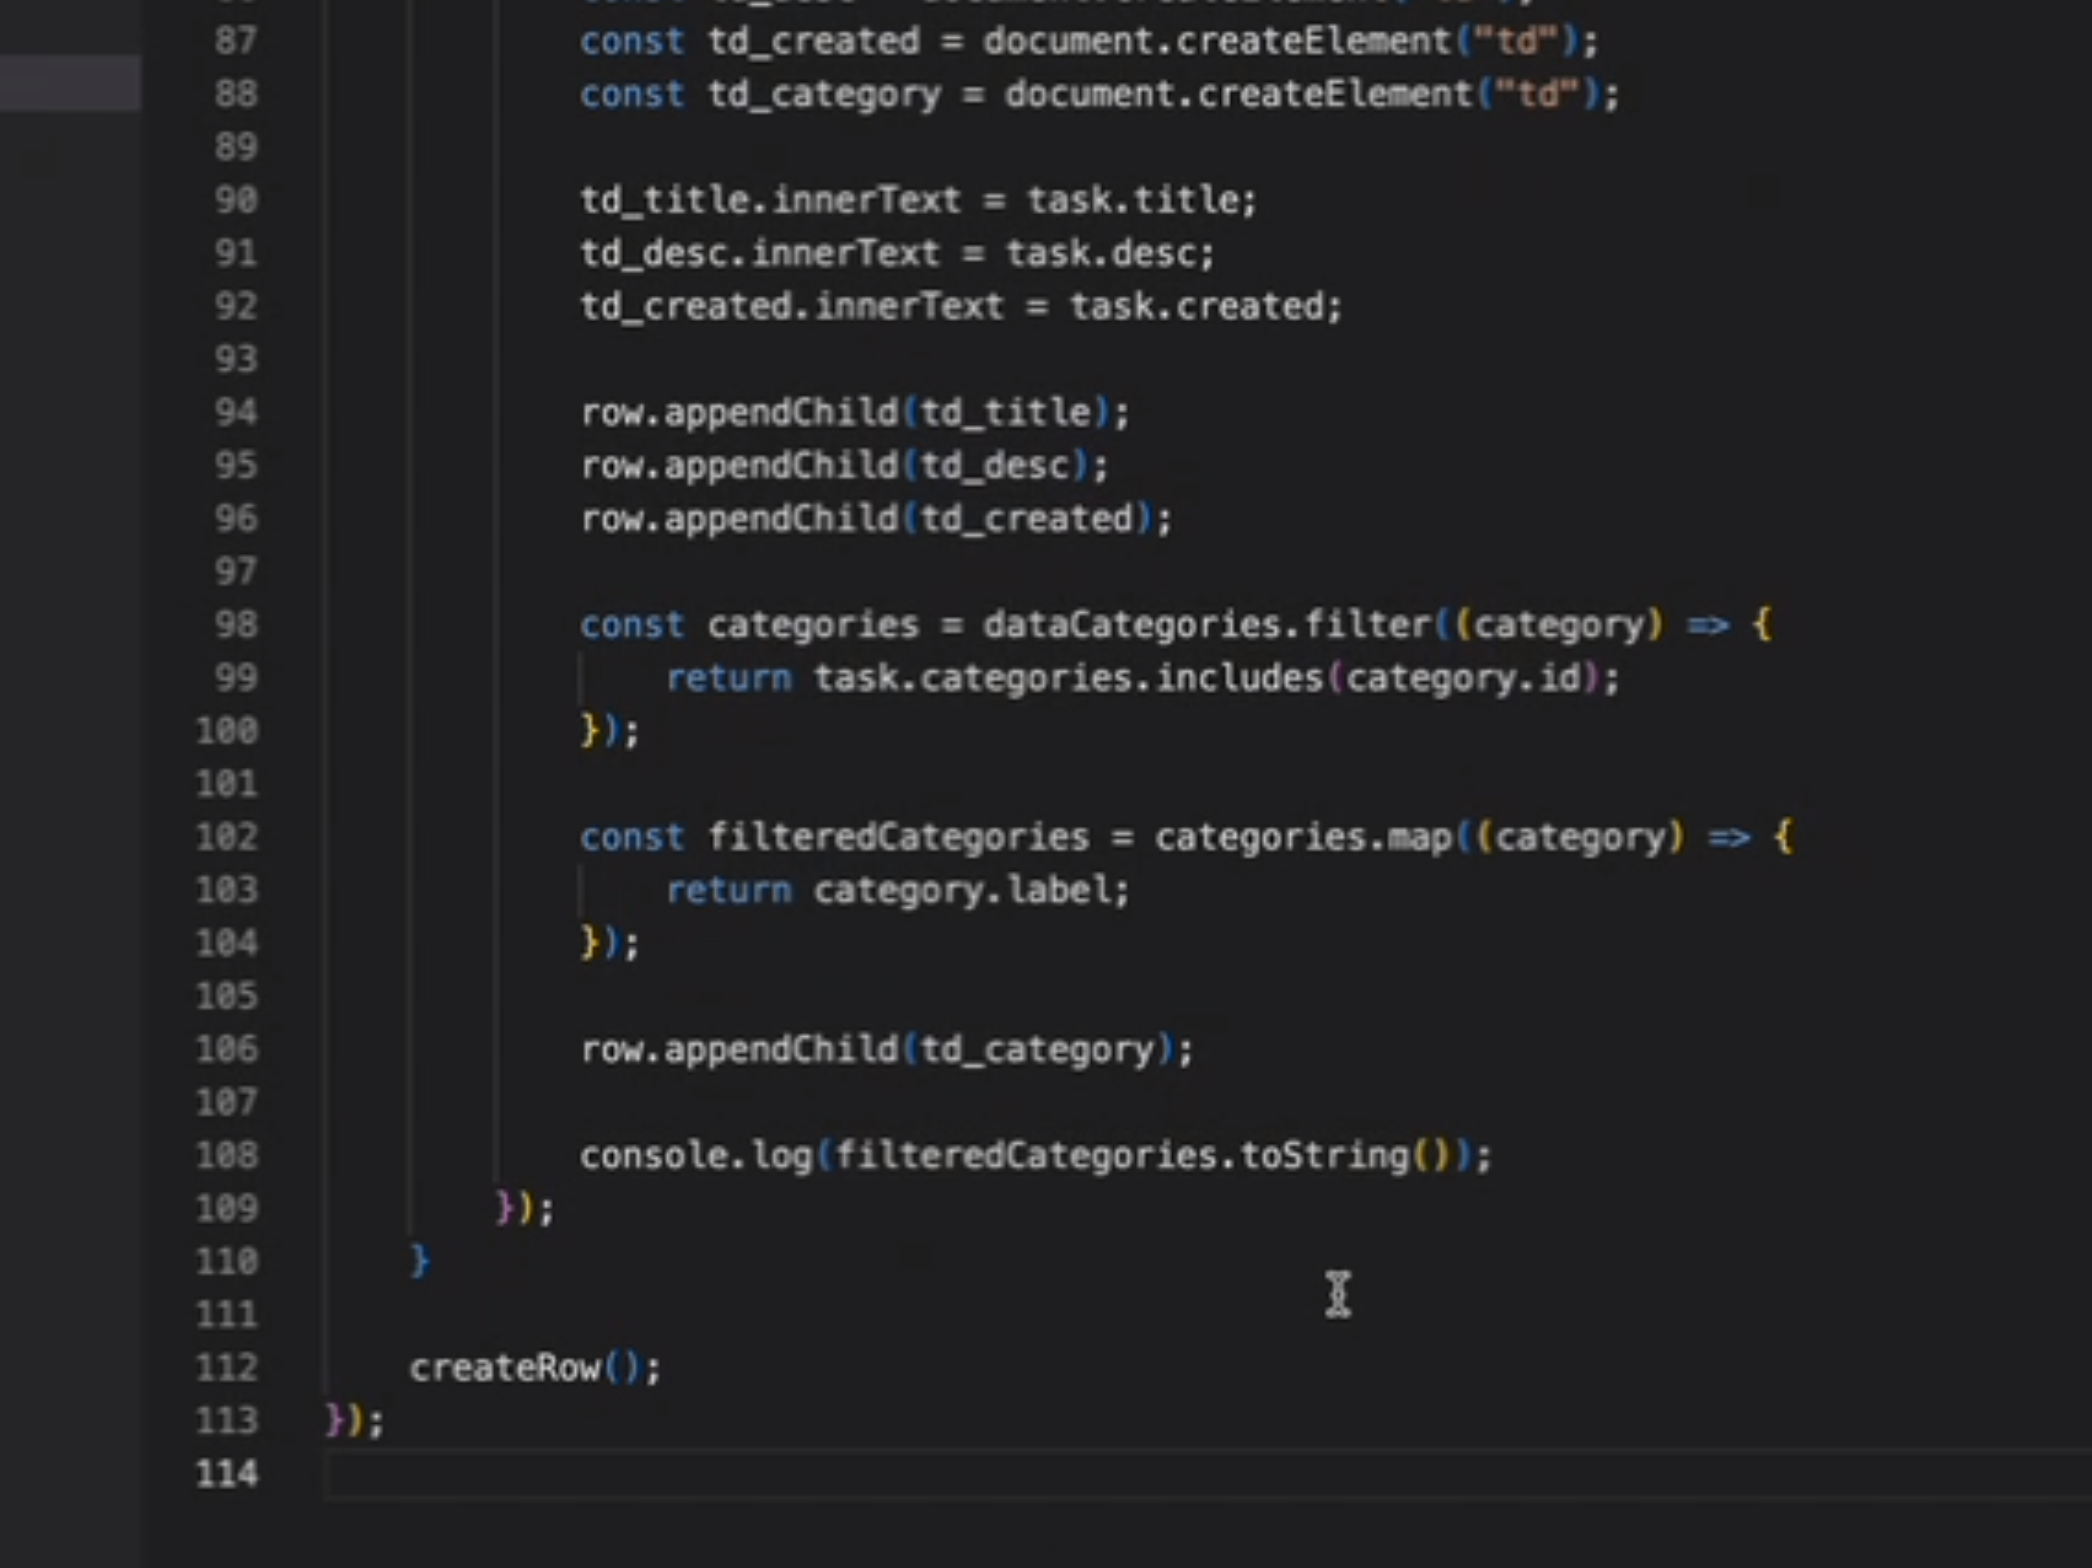 87 const td_created = document.createElement("td");
88 const td_category = document.createElement("td");
89
90 td_title.innerText = task.title;
91 td_desc.innerText = task.desc;
92 td_created.innerText = task.created;
93
94 row.appendChild(td_title);
95 row.appendChild(td_desc);
96 row.appendChild(td_created);
97
98 const categories = dataCategories.filter((category) => {
99 return task.categories.includes(category.id);
100 });
101
102 const filteredCategories = categories.map((category) => {
103 return category.label;
104 });
105
106 row.appendChild(td_category);
107
108 console.log(filteredCategories.toString());
109 });
110 }
111
112 createRow();
113 });
114